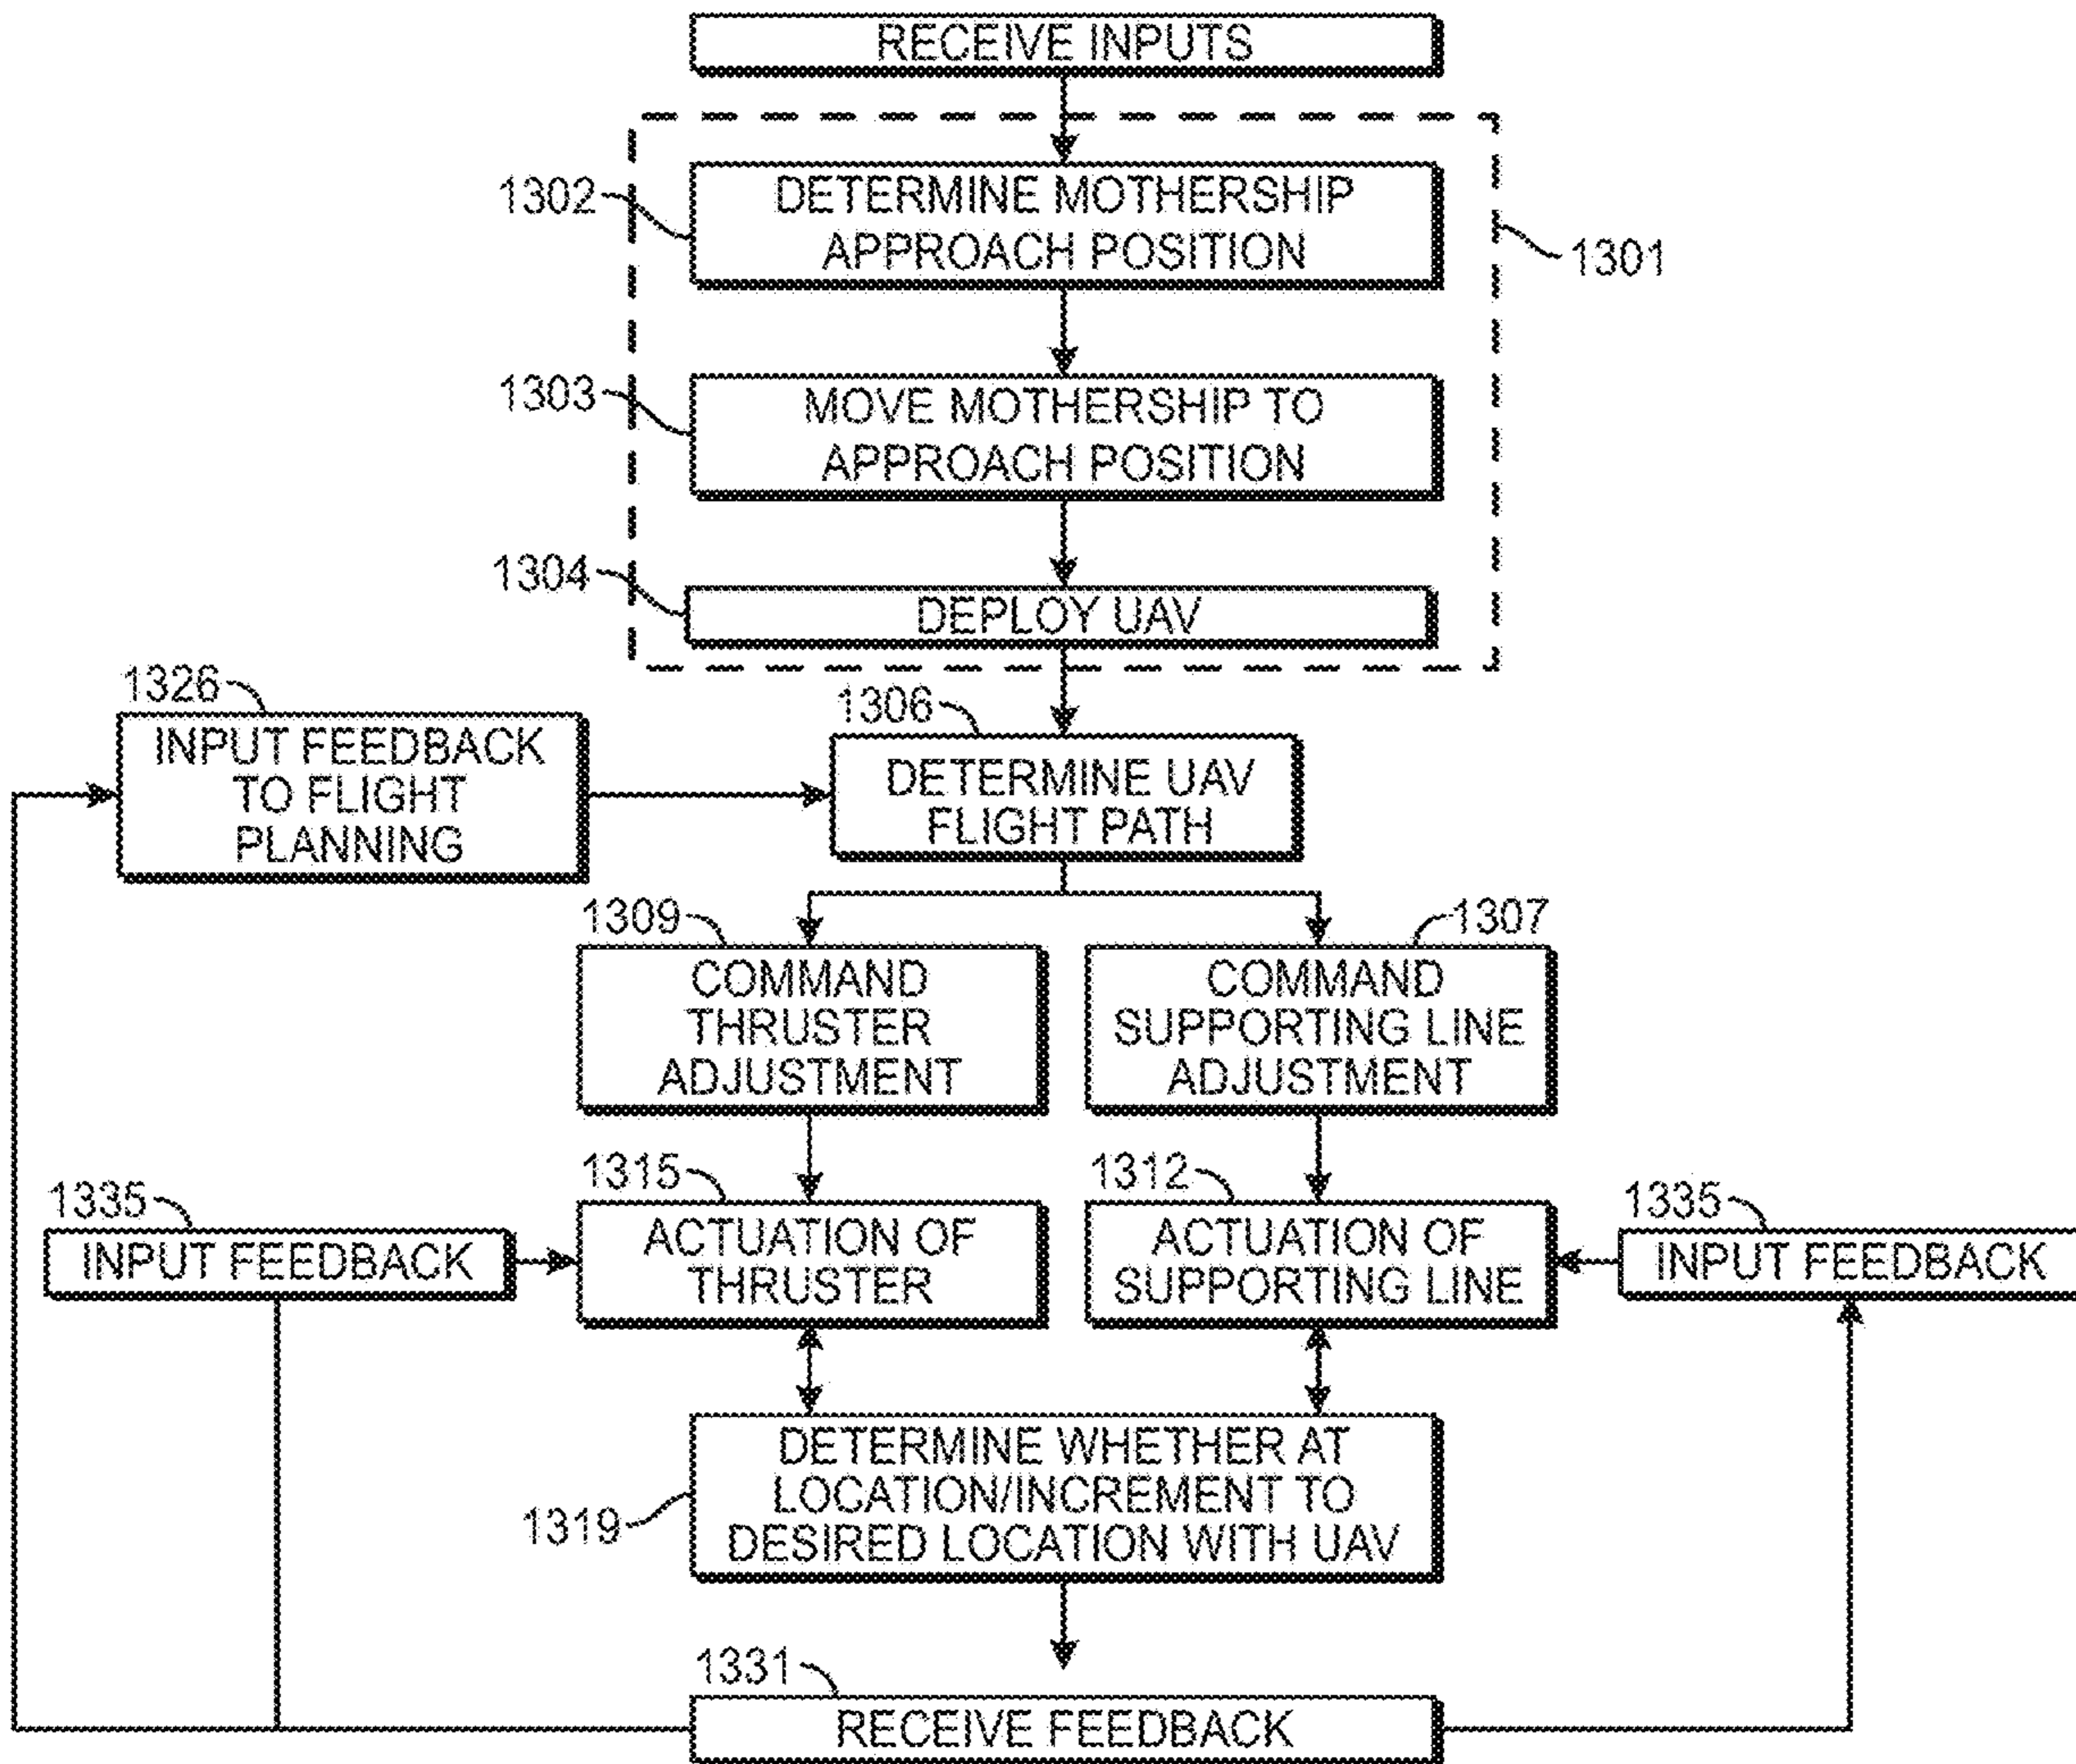 RECEIVE INPUTS
1302
DETERMINE MOTHERSHIP
APPROACH POSITION
1301
1303
MOVE MOTHERSHIP TO
APPROACH POSITION
1304
DEPLOY UAV
1326
INPUT FEEDBACK
TO FLIGHT
PLANNING
1306
DETERMINE UAV
FLIGHT PATH
1309
COMMAND
THRUSTER
ADJUSTMENT
1307
COMMAND
SUPPORTING LINE
ADJUSTMENT
1335
INPUT FEEDBACK
1315
ACTUATION OF
THRUSTER
1312
ACTUATION OF
SUPPORTING LINE
1335
INPUT FEEDBACK
1319
DETERMINE WHETHER AT
LOCATION/INCREMENT TO
DESIRED LOCATION WITH UAV
1331
RECEIVE FEEDBACK